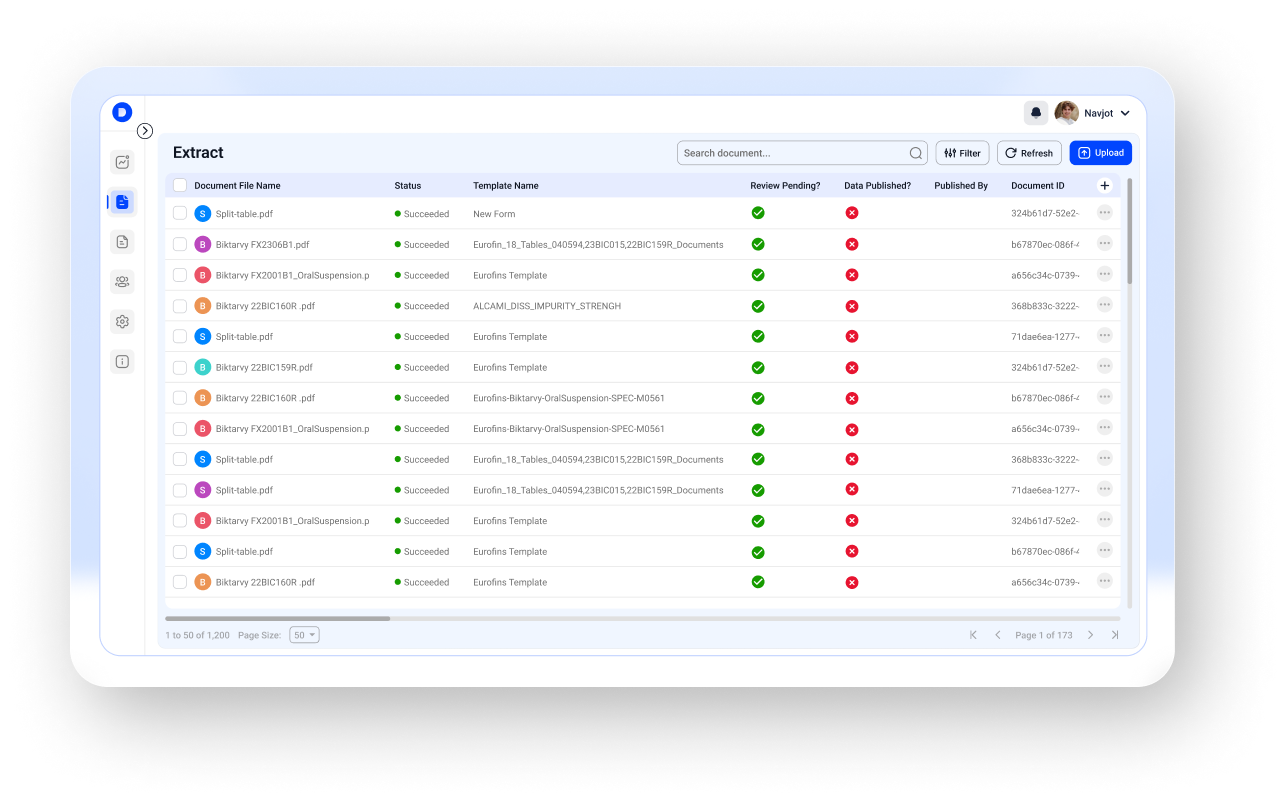 D
Navjot
Extract
Search document...
Filter
Refresh
Upload
Document File Name Status Template Name Review Pending? Data Published? Published By Document ID
S Split-table.pdf Succeeded New Form 324b61d7-52e2-
B Biktarvy FX2306B1.pdf Succeeded Eurofin_18_Tables_040594,23BIC015,22BIC159R_Documents b67870ec-086f-4
B Biktarvy FX2001B1_OralSuspension.p Succeeded Eurofins Template a656c34c-0739-
B Biktarvy 22BIC160R .pdf Succeeded ALCAMI_DISS_IMPURITY_STRENGH 368b833c-3222-
S Split-table.pdf Succeeded Eurofins Template 71dae6ea-1277-
B Biktarvy 22BIC159R.pdf Succeeded Eurofins Template 324b61d7-52e2-
B Biktarvy 22BIC160R .pdf Succeeded Eurofins-Biktarvy-OralSuspension-SPEC-M0561 b67870ec-086f-4
B Biktarvy FX2001B1_OralSuspension.p Succeeded Eurofins-Biktarvy-OralSuspension-SPEC-M0561 a656c34c-0739-
S Split-table.pdf Succeeded Eurofin_18_Tables_040594,23BIC015,22BIC159R_Documents 368b833c-3222-
S Split-table.pdf Succeeded Eurofin_18_Tables_040594,23BIC015,22BIC159R_Documents 71dae6ea-1277-
B Biktarvy FX2001B1_OralSuspension.p Succeeded Eurofins Template 324b61d7-52e2-
S Split-table.pdf Succeeded Eurofins Template b67870ec-086f-4
B Biktarvy 22BIC160R .pdf Succeeded Eurofins Template a656c34c-0739-
1 to 50 of 1,200 Page Size: 50 Page 1 of 173